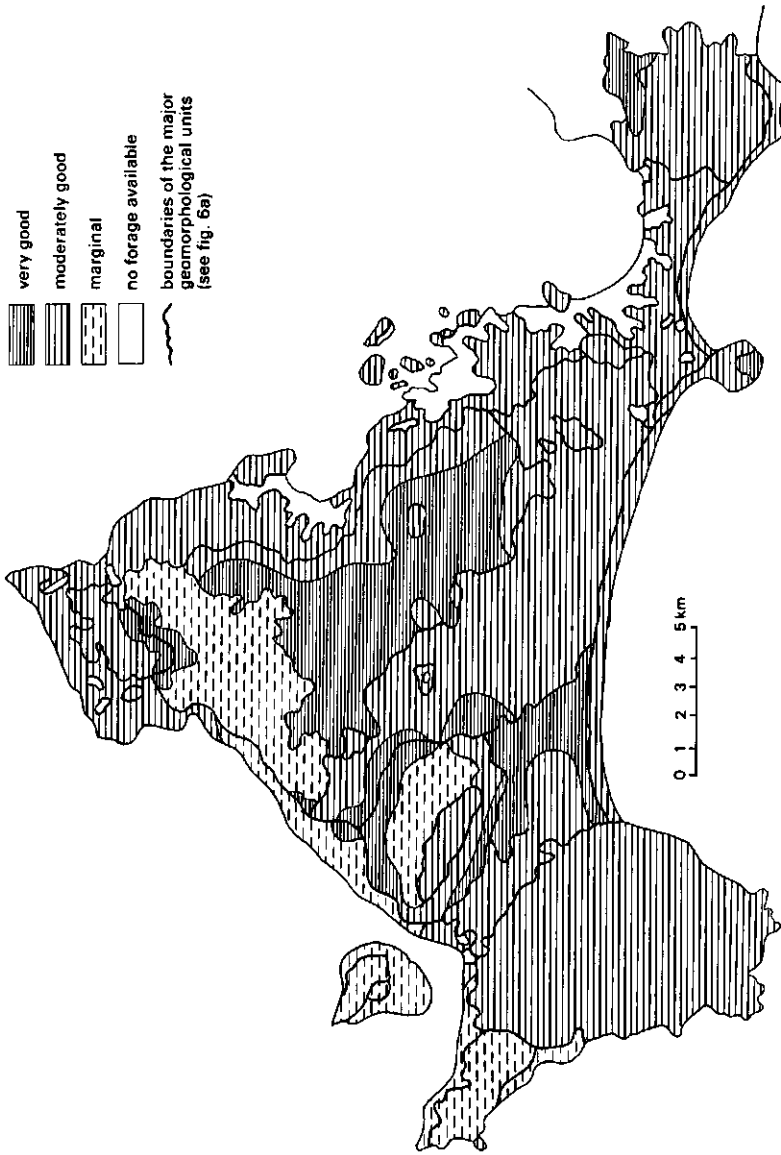 very good
moderately good
marginal
no forage available
boundaries of the major
geomorphological units
(see fig. 6a)
0 1 2 3 4 5 km